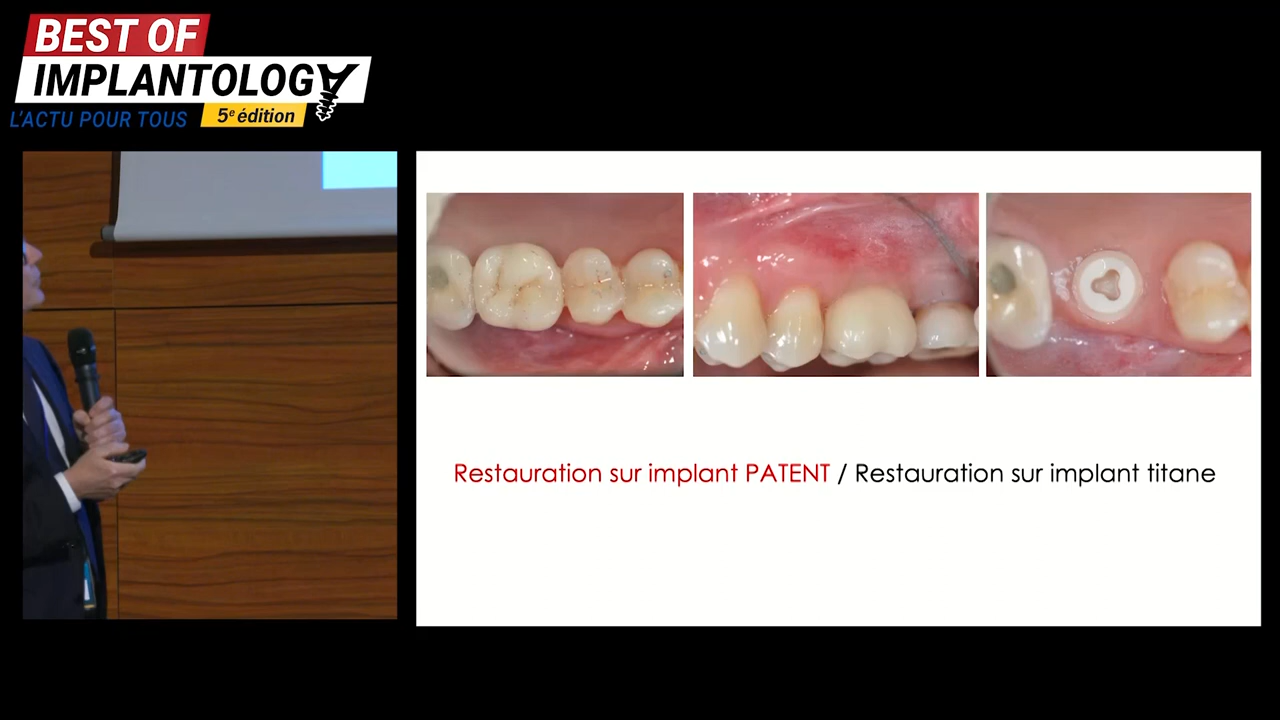 BEST OF
IMPLANTOLOGY
L'ACTU POUR TOUS
5e édition
Restauration sur implant PATENT / Restauration sur implant titane